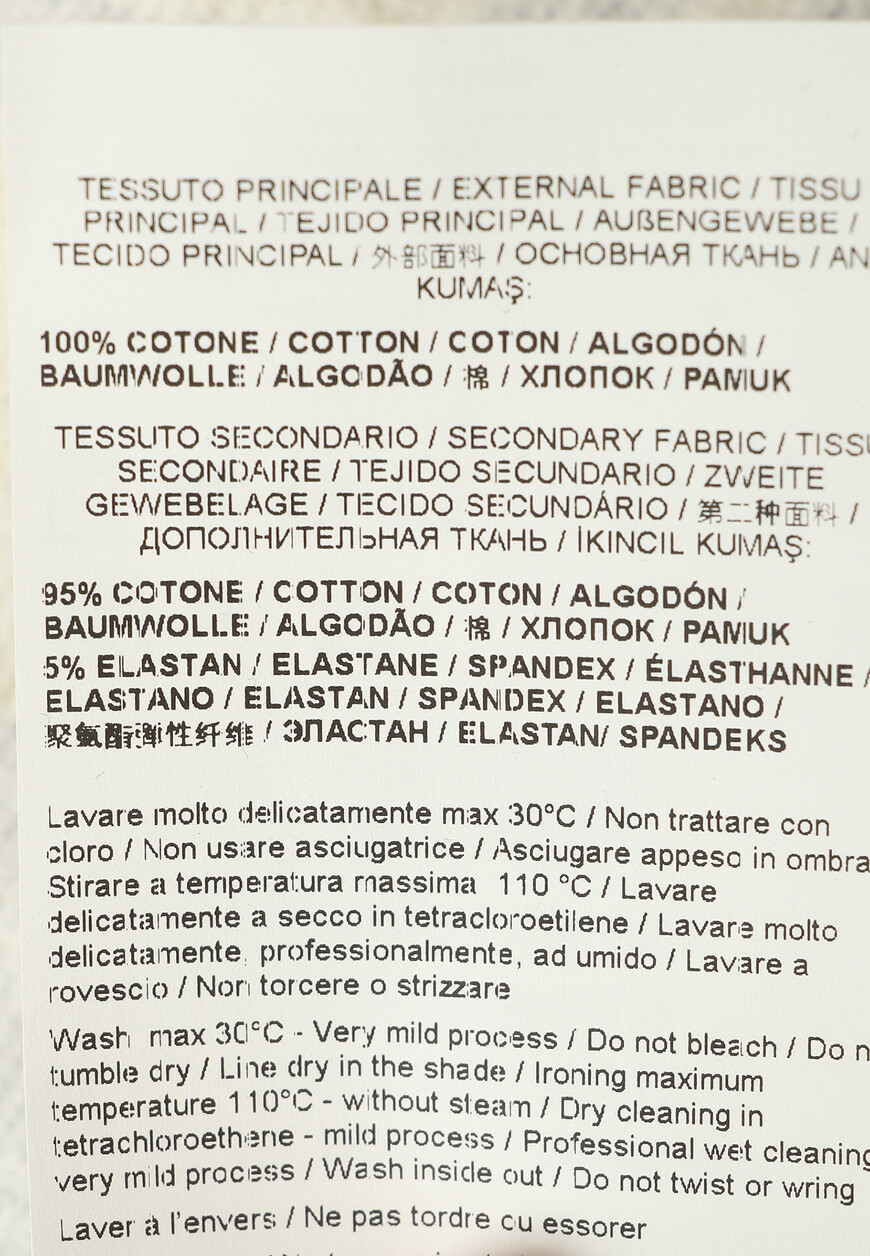 TESSUTO PRINCIPALE / EXTERNAL FABRIC / TISSU
PRINCIPAL / TEJIDO PRINCIPAL / AUßENGEWEBE /
TECIDO PRINCIPAL / 外部面料 / ОСНОВНАЯ ТКАНЬ / AN
KUMAŞ:
100% COTONE / COTTON / COTON / ALGODÓN /
BAUMWOLLE / ALGODÃO / 棉 / ХЛОПОК / PAMUK
TESSUTO SECONDARIO / SECONDARY FABRIC / TISSU
SECONDAIRE / TEJIDO SECUNDARIO / ZWEITE
GEWEBELAGE / TECIDO SECUNDÁRIO / 第二种面料 /
ДОПОЛНИТЕЛЬНАЯ ТКАНЬ / İKINCIL KUMAŞ:
95% COTONE / COTTON / COTON / ALGODÓN /
BAUMWOLLE / ALGODÃO / 棉 / ХЛОПОК / PAMUK
5% ELASTAN / ELASTANE / SPANDEX / ÉLASTHANNE /
ELASTANO / ELASTAN / SPANDEX / ELASTANO /
聚氨酯弹性纤维 / ЭЛАСТАН / ELASTAN/ SPANDEKS
Lavare molto delicatamente max 30°C / Non trattare con
cloro / Non usare asciugatrice / Asciugare appeso in ombra
Stirare a temperatura massima 110 °C / Lavare
delicatamente a secco in tetracloroetilene / Lavare molto
delicatamente, professionalmente, ad umido / Lavare a
rovescio / Non torcere o strizzare
Wash max 30°C - Very mild process / Do not bleach / Do n
tumble dry / Line dry in the shade / Ironing maximum
temperature 110°C - without steam / Dry cleaning in
tetrachloroethene - mild process / Professional wet cleaning
very mild process / Wash inside out / Do not twist or wring
Laver à l'envers / Ne pas tordre ou essorer